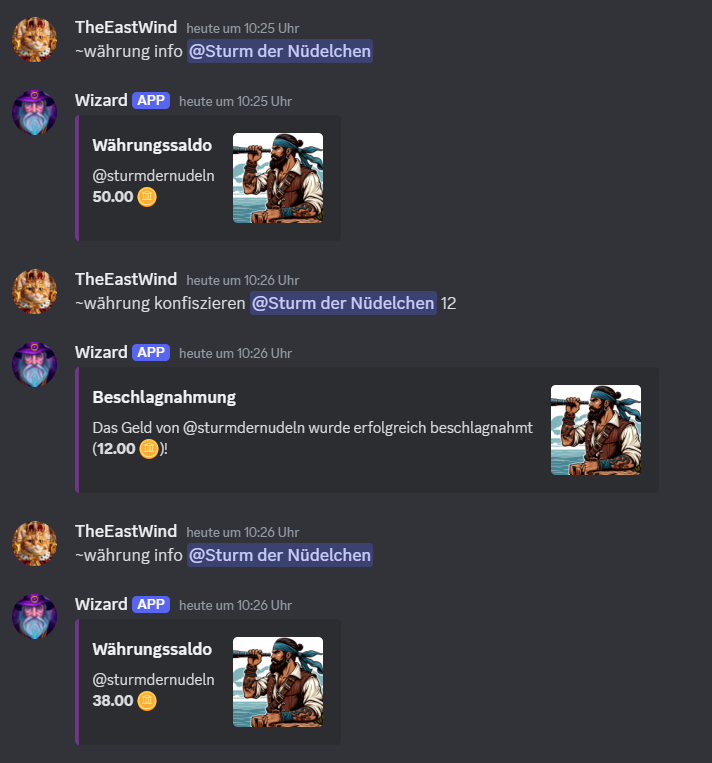 TheEastWind heute um 10:25 Uhr
~währung info @Sturm der Nüdelchen
Wizard APP heute um 10:25 Uhr
Währungssaldo
@sturmdernudeln
50.00
TheEastWind heute um 10:26 Uhr
~währung konfiszieren @Sturm der Nüdelchen 12
Wizard APP heute um 10:26 Uhr
Beschlagnahmung
Das Geld von @sturmdernudeln wurde erfolgreich beschlagnahmt
(12.00 )!
TheEastWind heute um 10:26 Uhr
~währung info @Sturm der Nüdelchen
Wizard APP heute um 10:26 Uhr
Währungssaldo
@sturmdernudeln
38.00